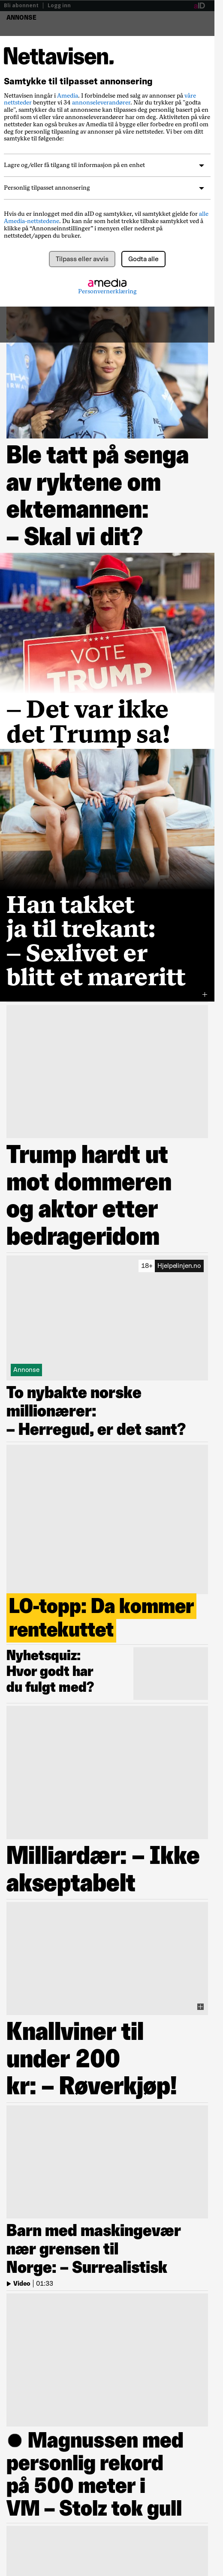 Bli abonnent | Logg inn
aID
ANNONSE
Nettavisen.
Samtykke til tilpasset annonsering
Nettavisen inngår i Amedia. I forbindelse med salg av annonser på våre
nettsteder benytter vi 34 annonseleverandører. Når du trykker på "godta
alle", samtykker du til at annonsene kan tilpasses deg personlig basert på en
profil som vi eller våre annonseleverandører har om deg. Aktivitetene på våre
nettsteder kan også brukes av Amedia til å bygge eller forbedre en profil om
deg for personlig tilpasning av annonser på våre nettsteder. Vi ber om ditt
samtykke til følgende:
Lagre og/eller få tilgang til informasjon på en enhet
Personlig tilpasset annonsering
Hvis du er innlogget med din aID og samtykker, vil samtykket gjelde for alle
Amedia-nettstedene. Du kan når som helst trekke tilbake samtykket ved å
klikke på “Annonseinnstillinger” i menyen eller nederst på
nettstedet/appen du bruker.
Tilpass eller avvis
Godta alle
amedia
Personvernerklæring
Ble tatt på senga
av ryktene om
ektemannen:
– Skal vi dit?
VOTE
TRUMP
– Det var ikke
det Trump sa!
Han takket
ja til trekant:
– Sexlivet er
blitt et mareritt
Trump hardt ut
mot dommeren
og aktor etter
bedrageridom
18+ Hjelpelinjen.no
Annonse
To nybakte norske
millionærer:
– Herregud, er det sant?
LO-topp: Da kommer
rentekuttet
Nyhetsquiz:
Hvor godt har
du fulgt med?
Milliardær: – Ikke
akseptabelt
Knallviner til
under 200
kr: – Røverkjøp!
Barn med maskingevær
nær grensen til
Norge: – Surrealistisk
Video | 01:33
● Magnussen med
personlig rekord
på 500 meter i
VM – Stolz tok gull